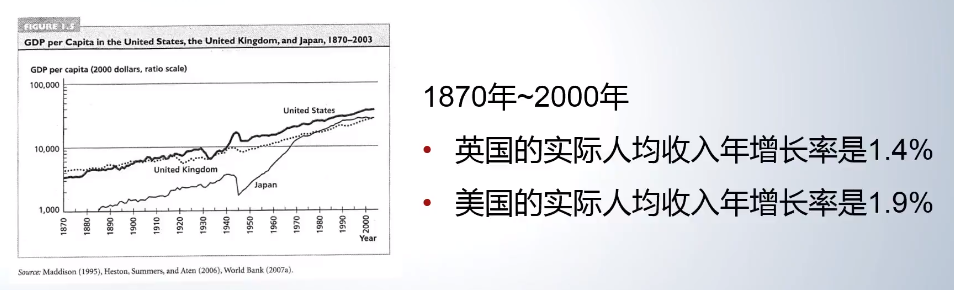 FIGURE 1.5
GDP per Capita in the United States, the United Kingdom, and Japan, 1870–2003
GDP per capita (2000 dollars, ratio scale)
100,000
10,000
1,000
United States
United Kingdom
Japan
1870 1880 1890 1900 1910 1920 1930 1940 1950 1960 1970 1980 1990 2000
Year
Source: Maddison (1995), Heston, Summers, and Aten (2006), World Bank (2007a).
1870年~2000年
• 英国的实际人均收入年增长率是1.4%
• 美国的实际人均收入年增长率是1.9%